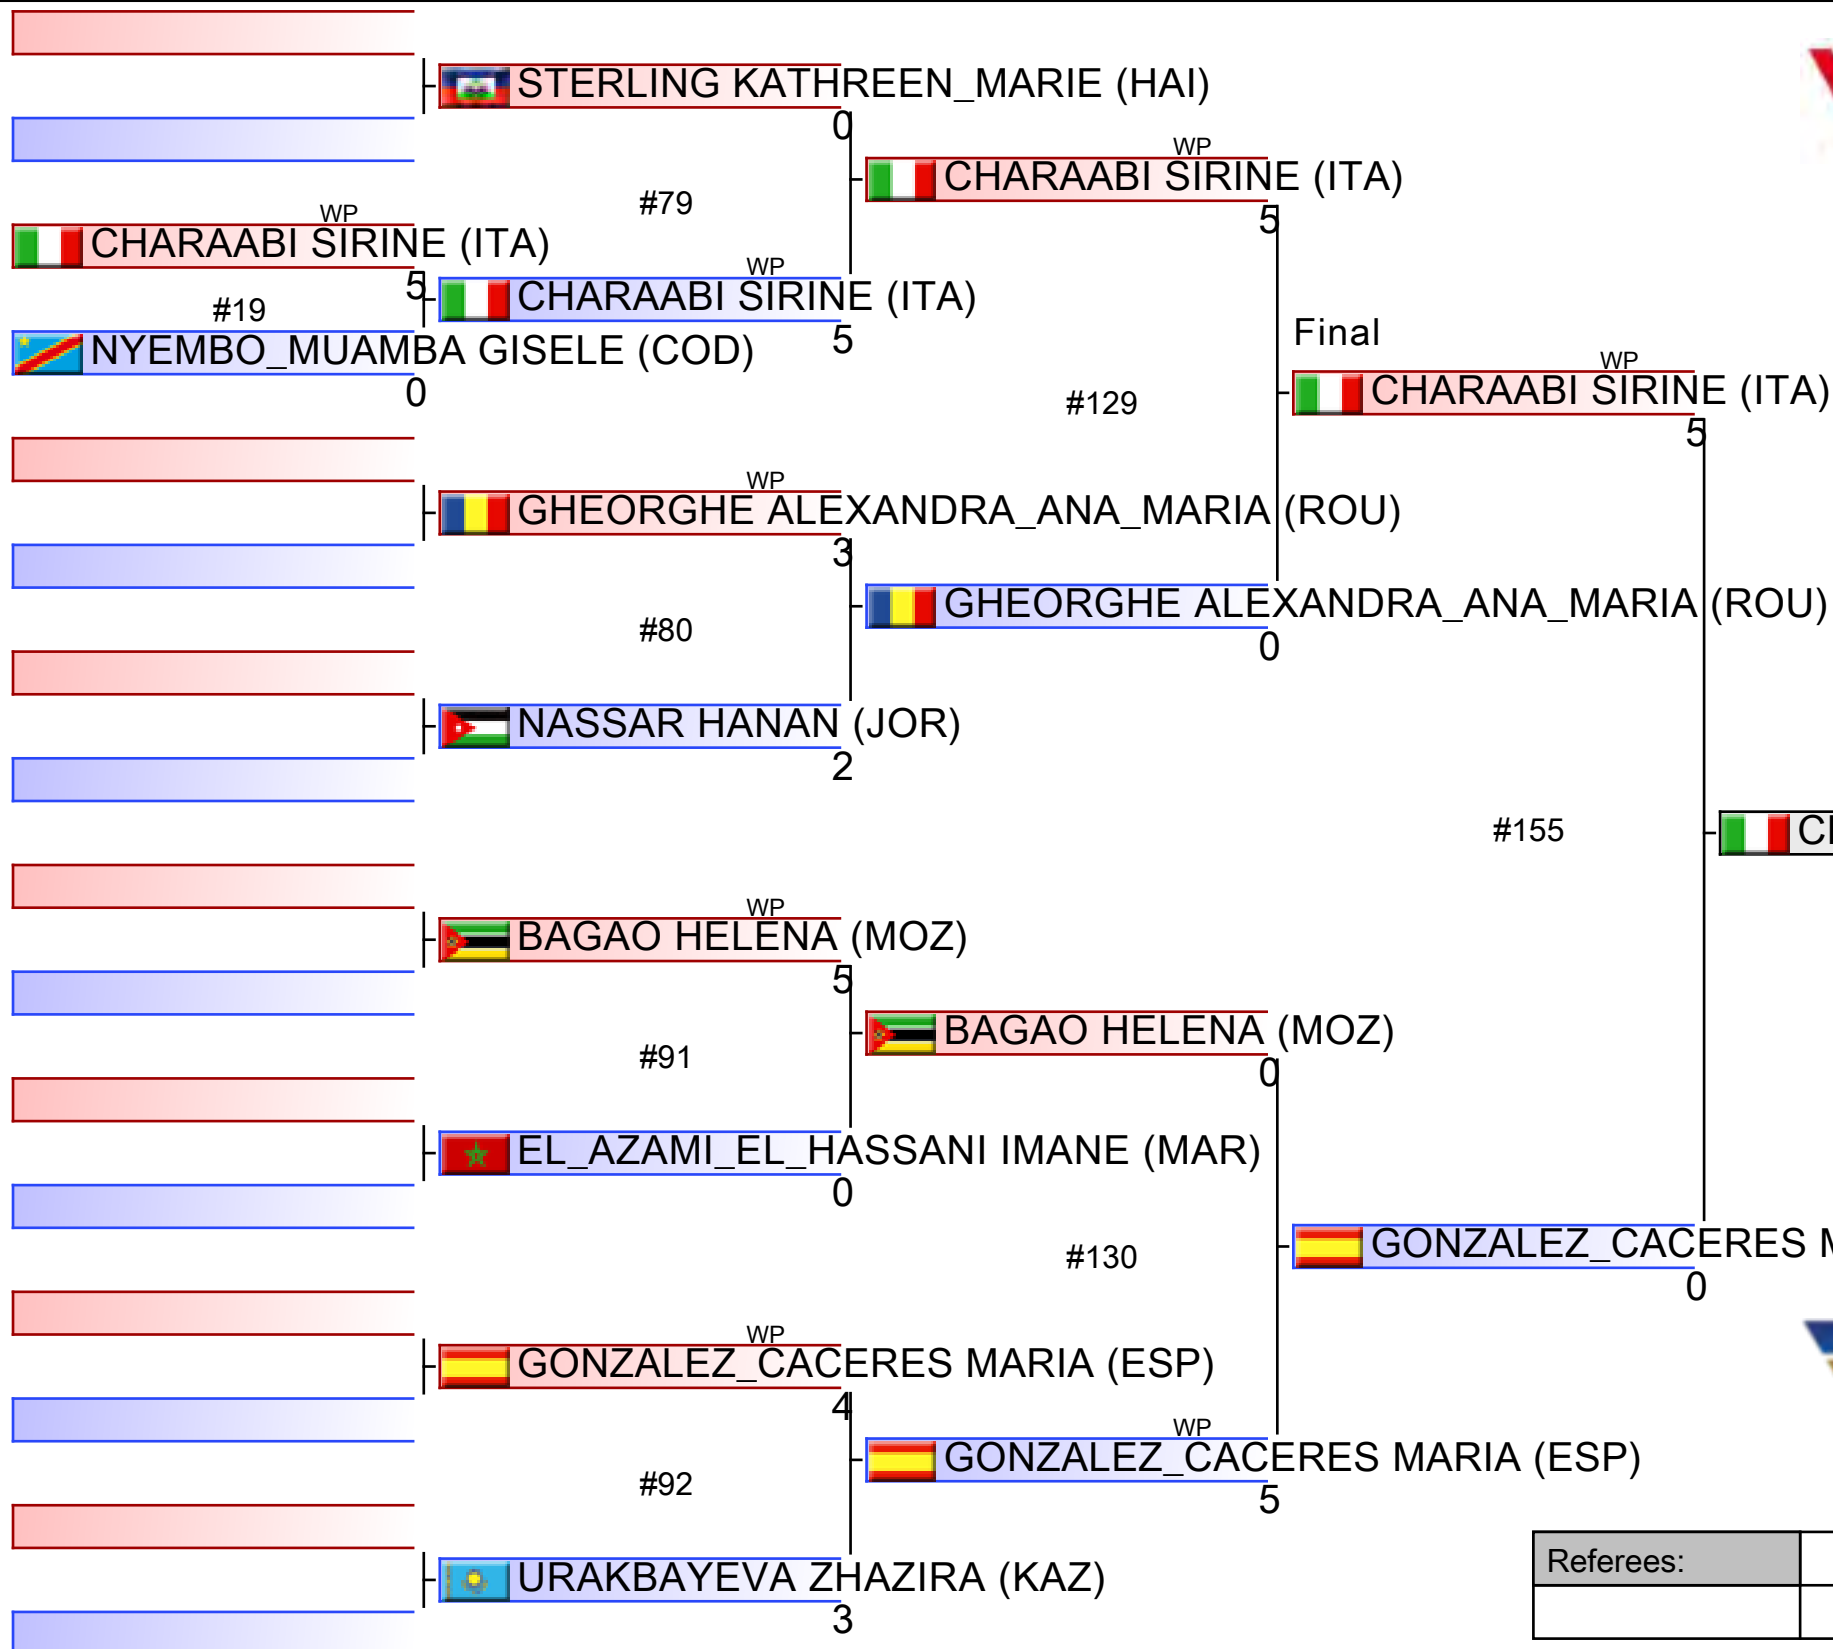 STERLING KATHREEN_MARIE (HAI)
0
#79
WP
CHARAABI SIRINE (ITA)
5
WP
CHARAABI SIRINE (ITA)
5
#19
NYEMBO_MUAMBA GISELE (COD)
0
WP
CHARAABI SIRINE (ITA)
5
Final
WP
CHARAABI SIRINE (ITA)
5
#129
WP
GHEORGHE ALEXANDRA_ANA_MARIA (ROU)
3
GHEORGHE ALEXANDRA_ANA_MARIA (ROU)
0
#80
NASSAR HANAN (JOR)
2
#155
WP
BAGAO HELENA (MOZ)
5
BAGAO HELENA (MOZ)
0
#91
EL_AZAMI_EL_HASSANI IMANE (MAR)
0
#130
GONZALEZ_CACERES
0
WP
GONZALEZ_CACERES MARIA (ESP)
4
WP
GONZALEZ_CACERES MARIA (ESP)
5
#92
URAKBAYEVA ZHAZIRA (KAZ)
3
Referees: